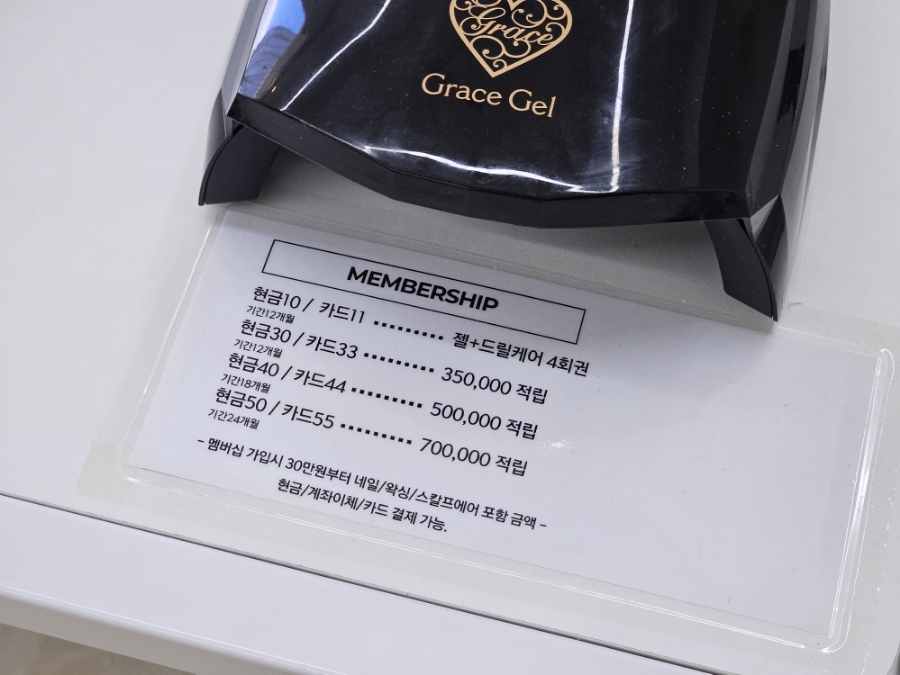 Grace
Grace Gel
MEMBERSHIP
현금10 / 카드11 ········· 젤+드릴케어 4회권
기간12개월
현금30 / 카드33 ········· 350,000 적립
기간12개월
현금40 / 카드44 ········· 500,000 적립
기간18개월
현금50 / 카드55 ········· 700,000 적립
기간24개월
- 멤버십 가입시 30만원부터 네일/왁싱/스칼프에어 포함 금액 -
현금/계좌이체/카드 결제 가능.